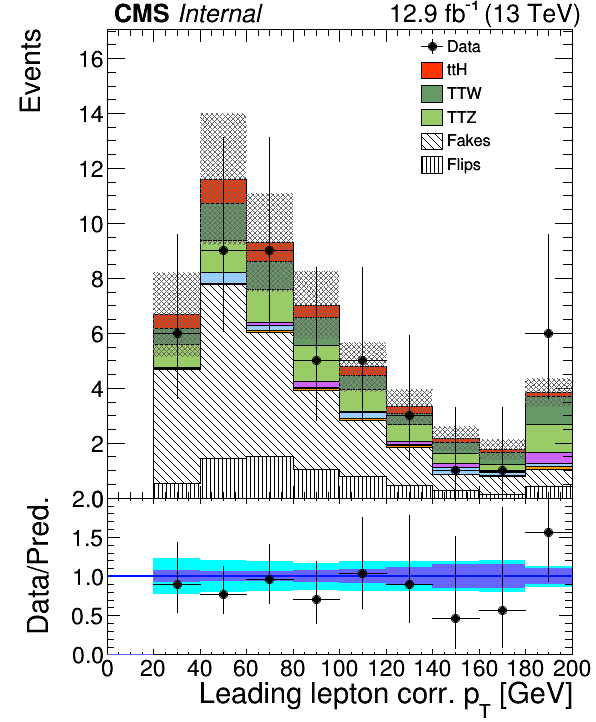 CMS Internal 12.9 fb-1 (13 TeV)
Events
16
14
12
10
8
6
4
2
Data
ttH
TTW
TTZ
Fakes
Flips
Data/Pred.
2.0
1.5
1.0
0.5
0.0
0 20 40 60 80 100 120 140 160 180 200
Leading lepton corr. pT [GeV]